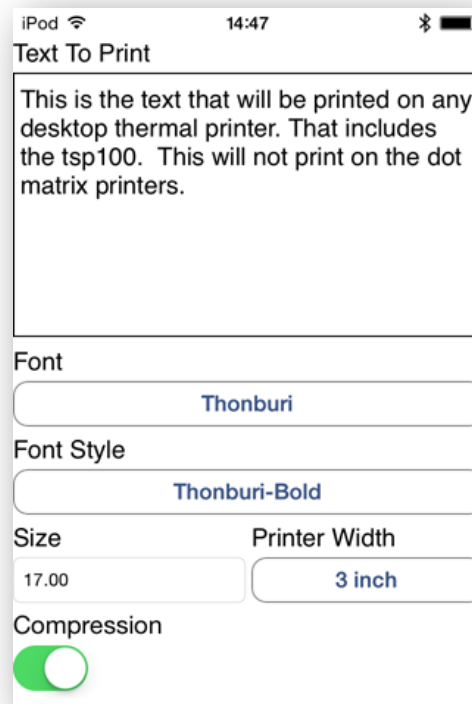 iPod 14:47
Text To Print
This is the text that will be printed on any
desktop thermal printer. That includes
the tsp100.  This will not print on the dot
matrix printers.
Font
Thonburi
Font Style
Thonburi-Bold
Size Printer Width
17.00 3 inch
Compression